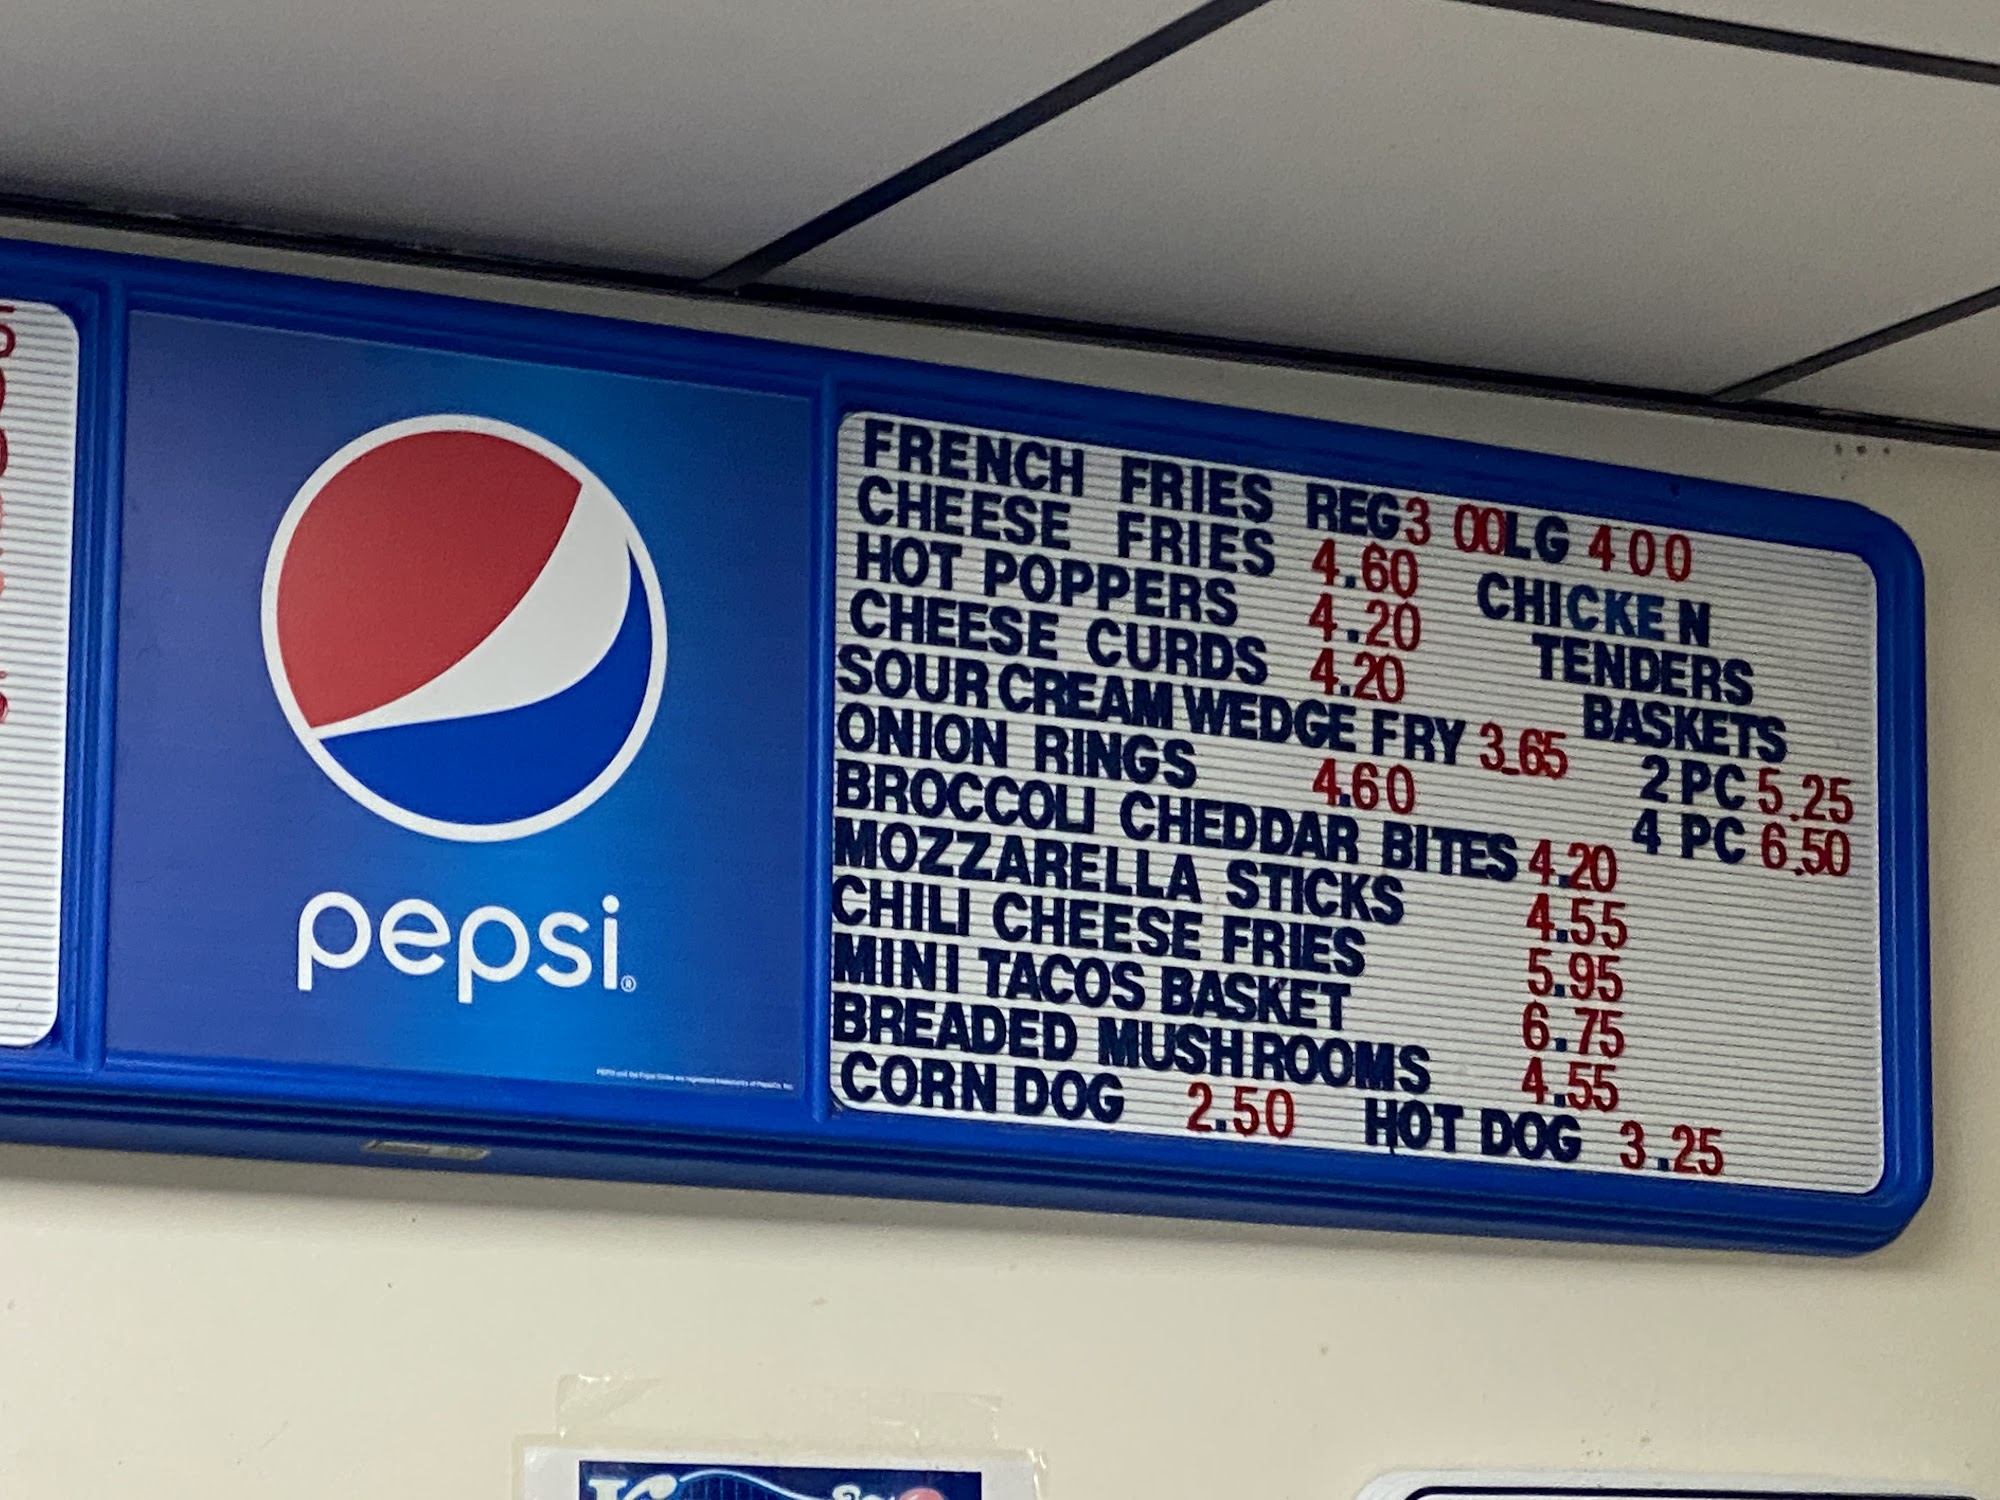 pepsi®
FRENCH FRIES REG 3 00 LG 4 00
CHEESE FRIES 4.60
HOT POPPERS 4.20
CHEESE CURDS 4.20
SOUR CREAM WEDGE FRY 3.65
ONION RINGS 4.60
BROCCOLI CHEDDAR BITES 4.20
MOZZARELLA STICKS 4.55
CHILI CHEESE FRIES 5.95
MINI TACOS BASKET 6.75
BREADED MUSHROOMS 4.55
CORN DOG 2.50 HOT DOG 3.25
CHICKEN
TENDERS
BASKETS
2 PC 5.25
4 PC 6.50